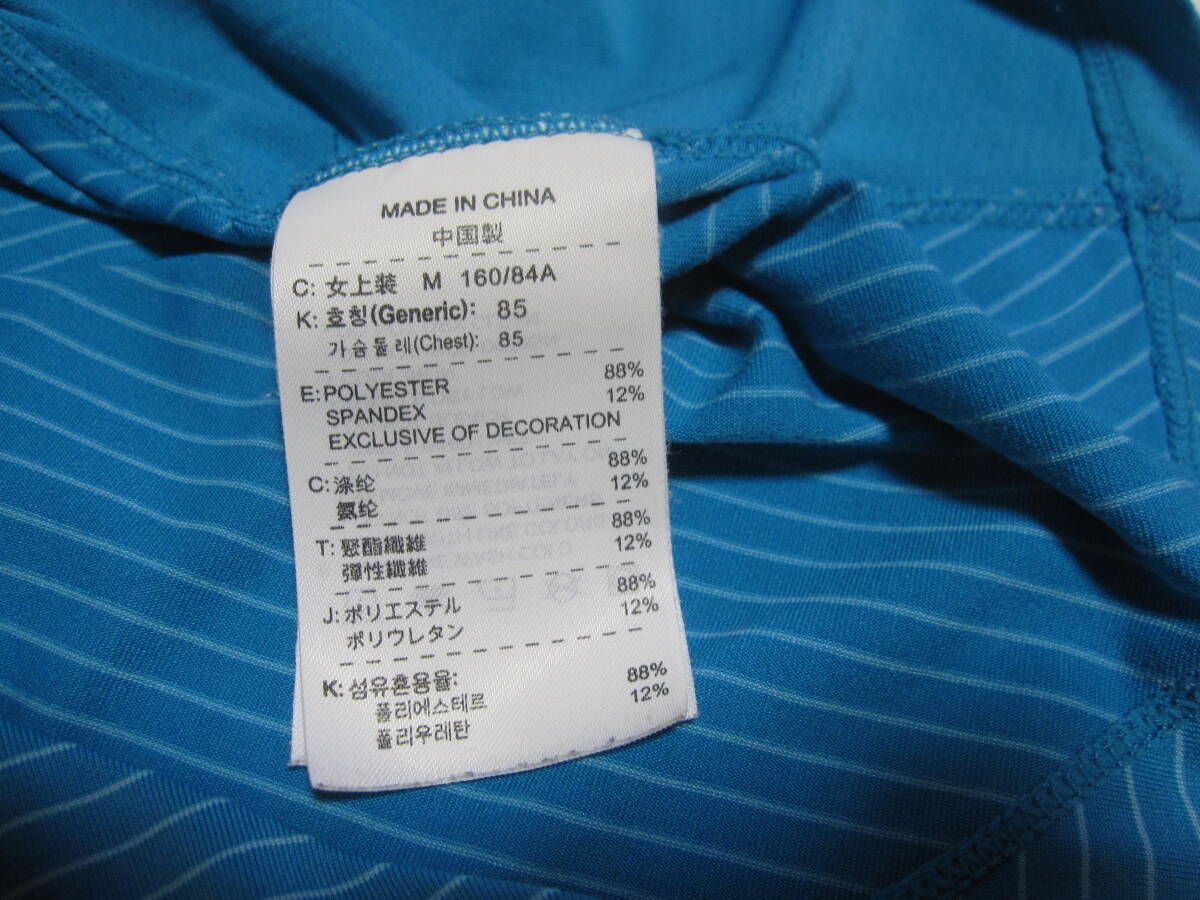 MADE IN CHINA
中国製
C: 女上装 M 160/84A
K: 호칭(Generic): 85
가슴둘레(Chest): 85
E: POLYESTER 88%
SPANDEX 12%
EXCLUSIVE OF DECORATION
C: 涤纶 88%
氨纶 12%
T: 聚酯纖維 88%
彈性纖維 12%
J: ポリエステル 88%
ポリウレタン 12%
K: 섬유혼용율: 88%
폴리에스테르 12%
폴리우레탄